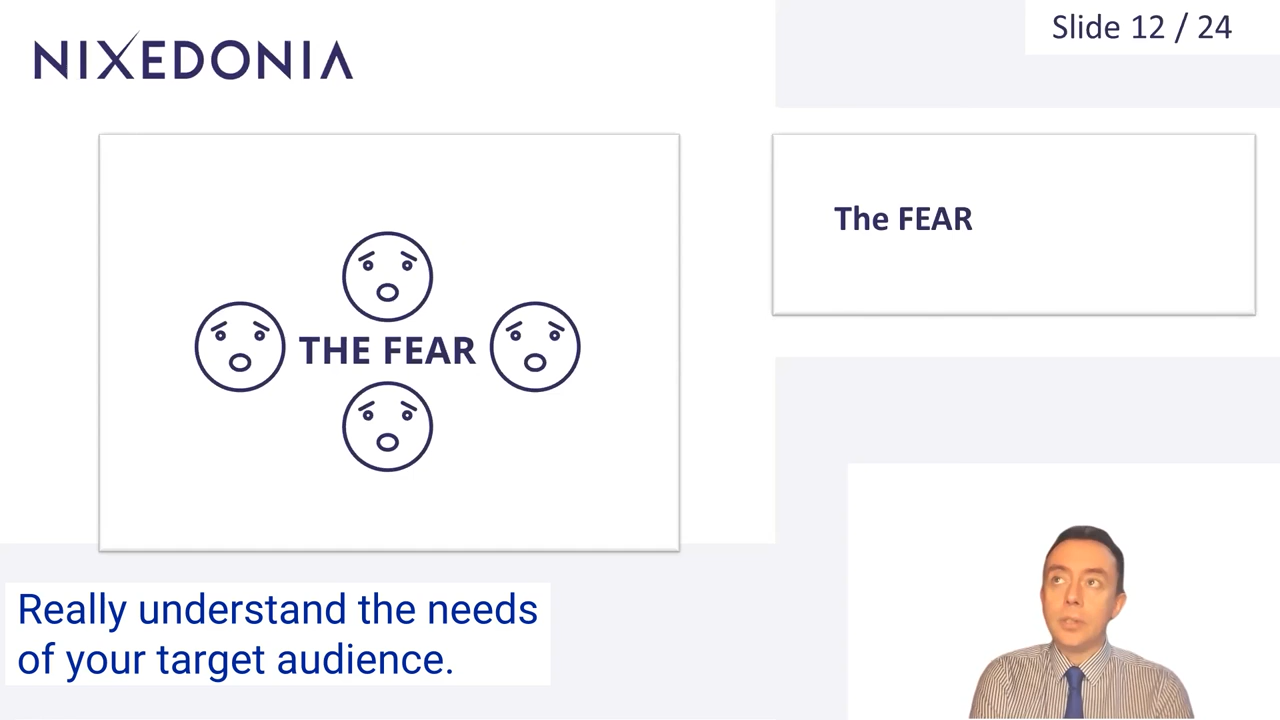 NIXEDONIA
Slide 12 / 24
THE FEAR
The FEAR
Really understand the needs
of your target audience.